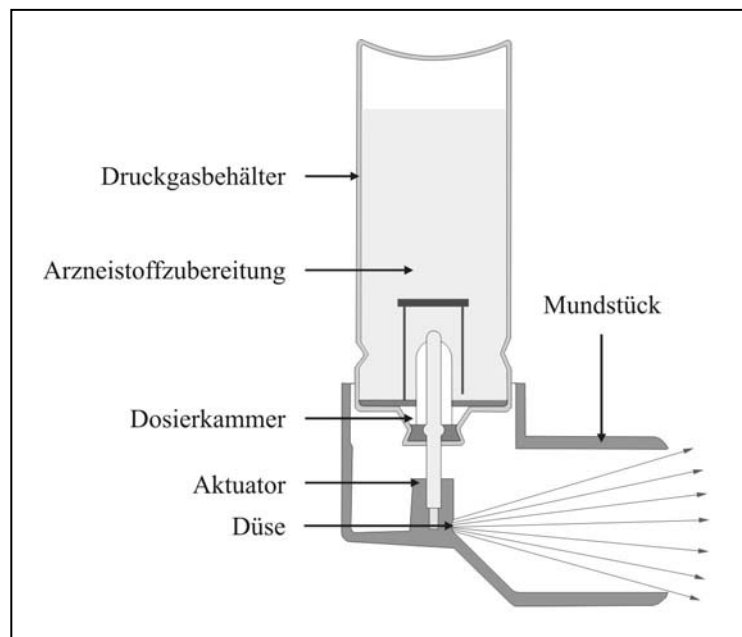 Druckgasbehälter
Arzneistoffzubereitung
Mundstück
Dosierkammer
Aktuator
Düse